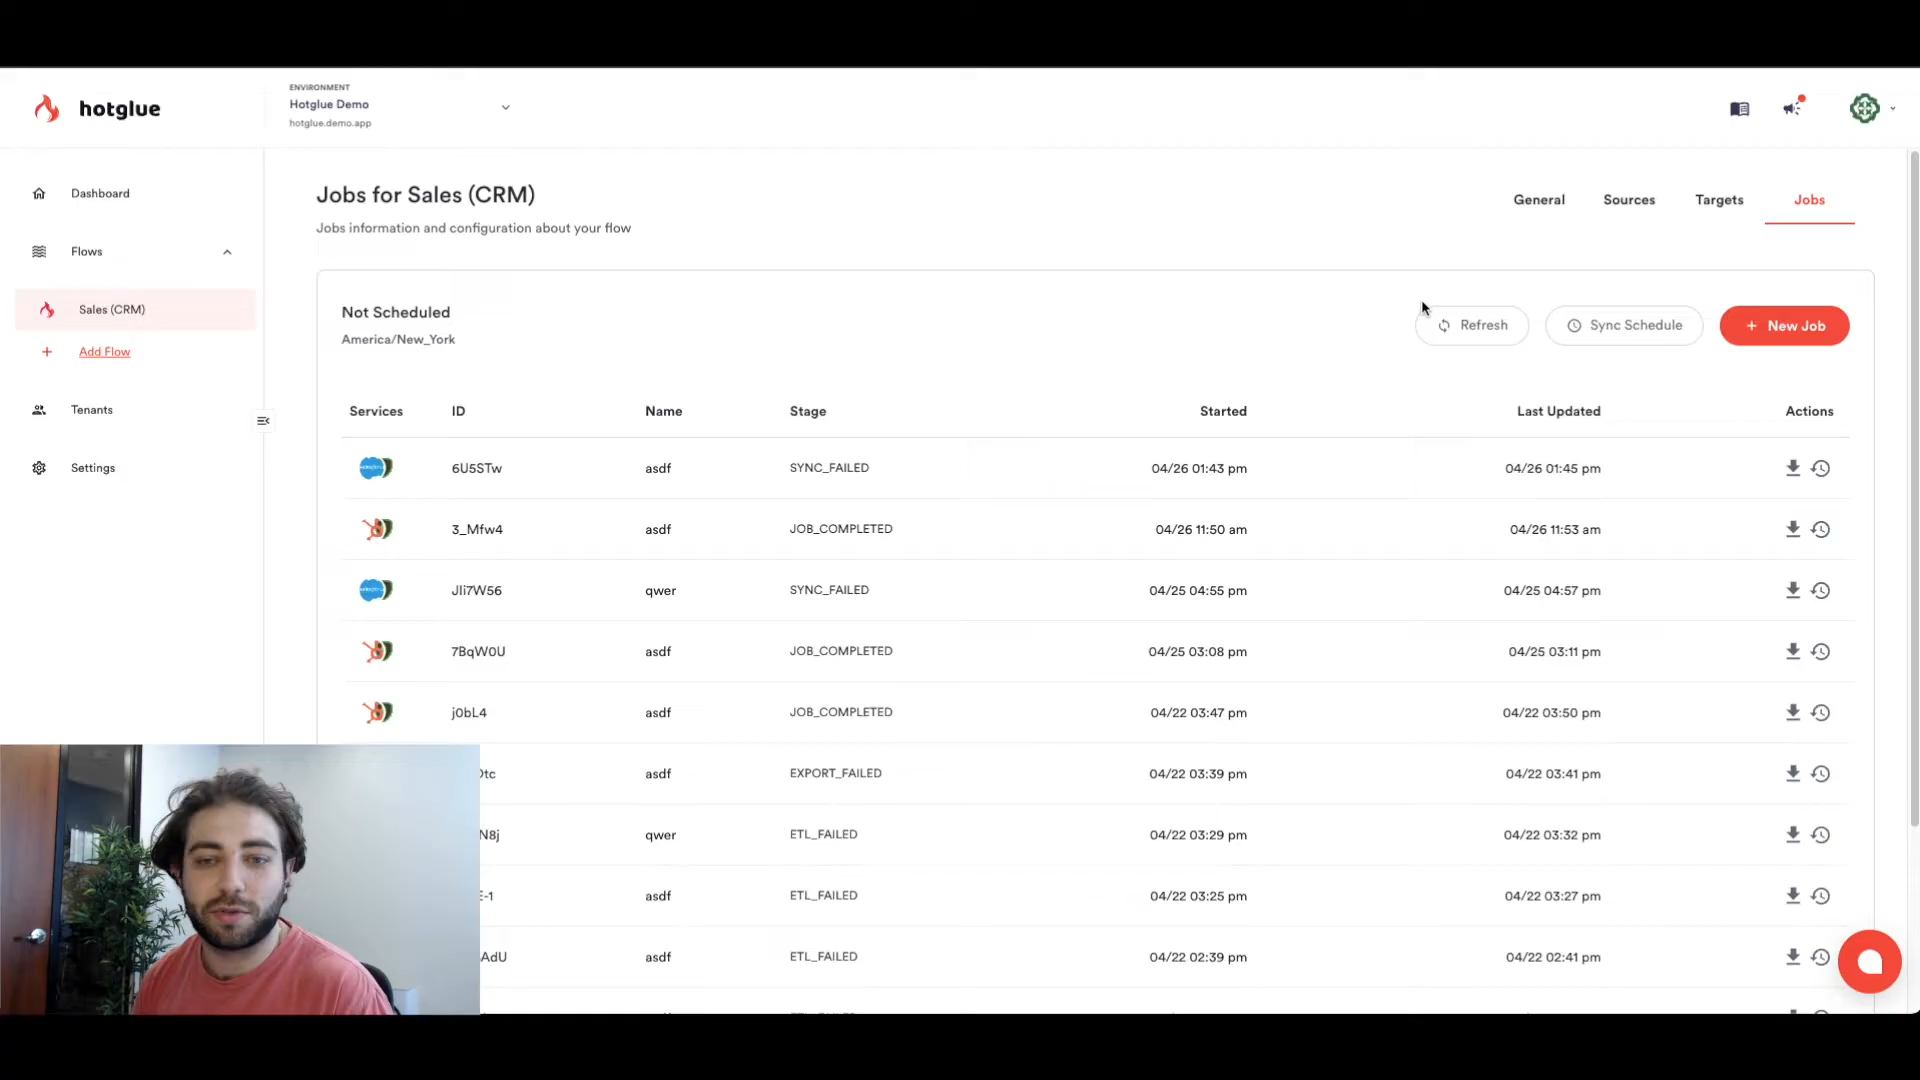 hotglue
ENVIRONMENT
Hotglue Demo
hotglue.demo.app
Dashboard
Flows
Sales (CRM)
Add Flow
Tenants
Settings
Jobs for Sales (CRM)
Jobs information and configuration about your flow
General Sources Targets Jobs
Not Scheduled
America/New_York
Refresh Sync Schedule + New Job
Services ID Name Stage Started Last Updated Actions
6U5STw asdf SYNC_FAILED 04/26 01:43 pm 04/26 01:45 pm
3_Mfw4 asdf JOB_COMPLETED 04/26 11:50 am 04/26 11:53 am
JIi7W56 qwer SYNC_FAILED 04/25 04:55 pm 04/25 04:57 pm
7BqW0U asdf JOB_COMPLETED 04/25 03:08 pm 04/25 03:11 pm
j0bL4 asdf JOB_COMPLETED 04/22 03:47 pm 04/22 03:50 pm
tc asdf EXPORT_FAILED 04/22 03:39 pm 04/22 03:41 pm
N8j qwer ETL_FAILED 04/22 03:29 pm 04/22 03:32 pm
E-1 asdf ETL_FAILED 04/22 03:25 pm 04/22 03:27 pm
AdU asdf ETL_FAILED 04/22 02:39 pm 04/22 02:41 pm